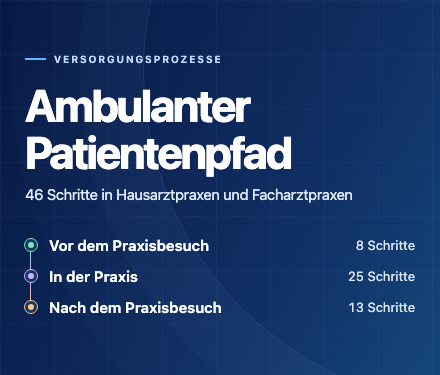 VERSORGUNGSPROZESSE
Ambulanter
Patientenpfad
46 Schritte in Hausarztpraxen und Facharztpraxen
Vor dem Praxisbesuch 8 Schritte
In der Praxis 25 Schritte
Nach dem Praxisbesuch 13 Schritte